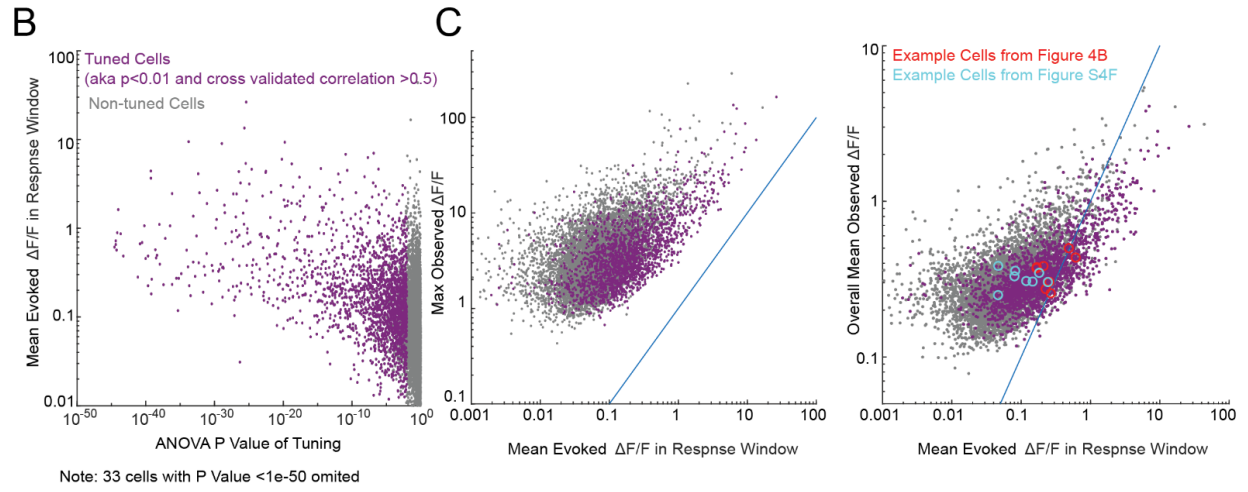 B
C
Tuned Cells
(aka p<0.01 and cross validated correlation >0.5)
Non-tuned Cells
Mean Evoked ΔF/F in Respnse Window
100
10
1
0.1
0.01
10^-50
10^-40
10^-30
10^-20
10^-10
10^0
ANOVA P Value of Tuning
Note: 33 cells with P Value <1e-50 omited
Max Observed ΔF/F
100
10
1
0.1
0.001
0.01
0.1
1
10
100
Mean Evoked ΔF/F in Respnse Window
Example Cells from Figure 4B
Example Cells from Figure S4F
Overall Mean Observed ΔF/F
10
1
0.1
0.001
0.01
0.1
1
10
100
Mean Evoked ΔF/F in Respnse Window